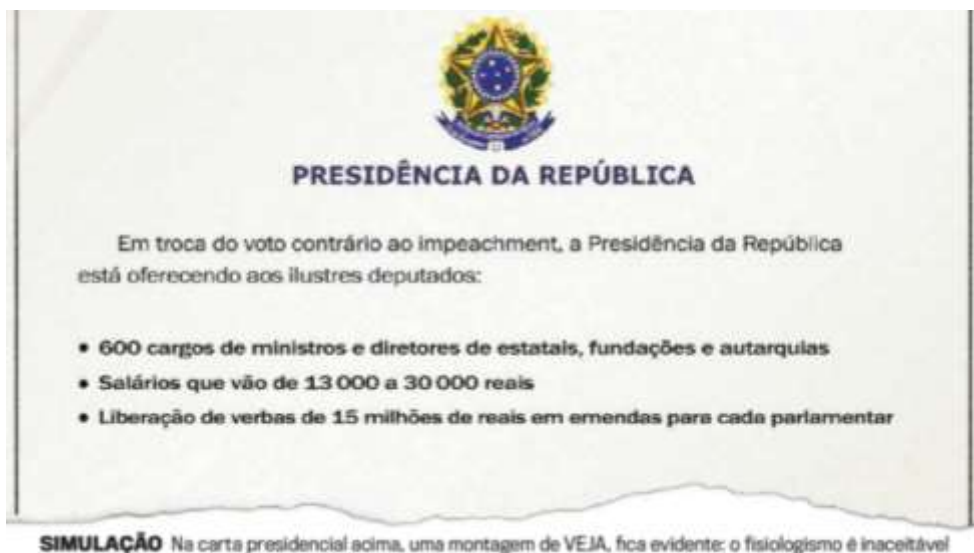 PRESIDÊNCIA DA REPÚBLICA
Em troca do voto contrário ao impeachment, a Presidência da República
está oferecendo aos ilustres deputados:
• 600 cargos de ministros e diretores de estatais, fundações e autarquias
• Salários que vão de 13 000 a 30 000 reais
• Liberação de verbas de 15 milhões de reais em emendas para cada parlamentar
SIMULAÇÃO Na carta presidencial acima, uma montagem de VEJA, fica evidente: o fisiologismo é inaceitável